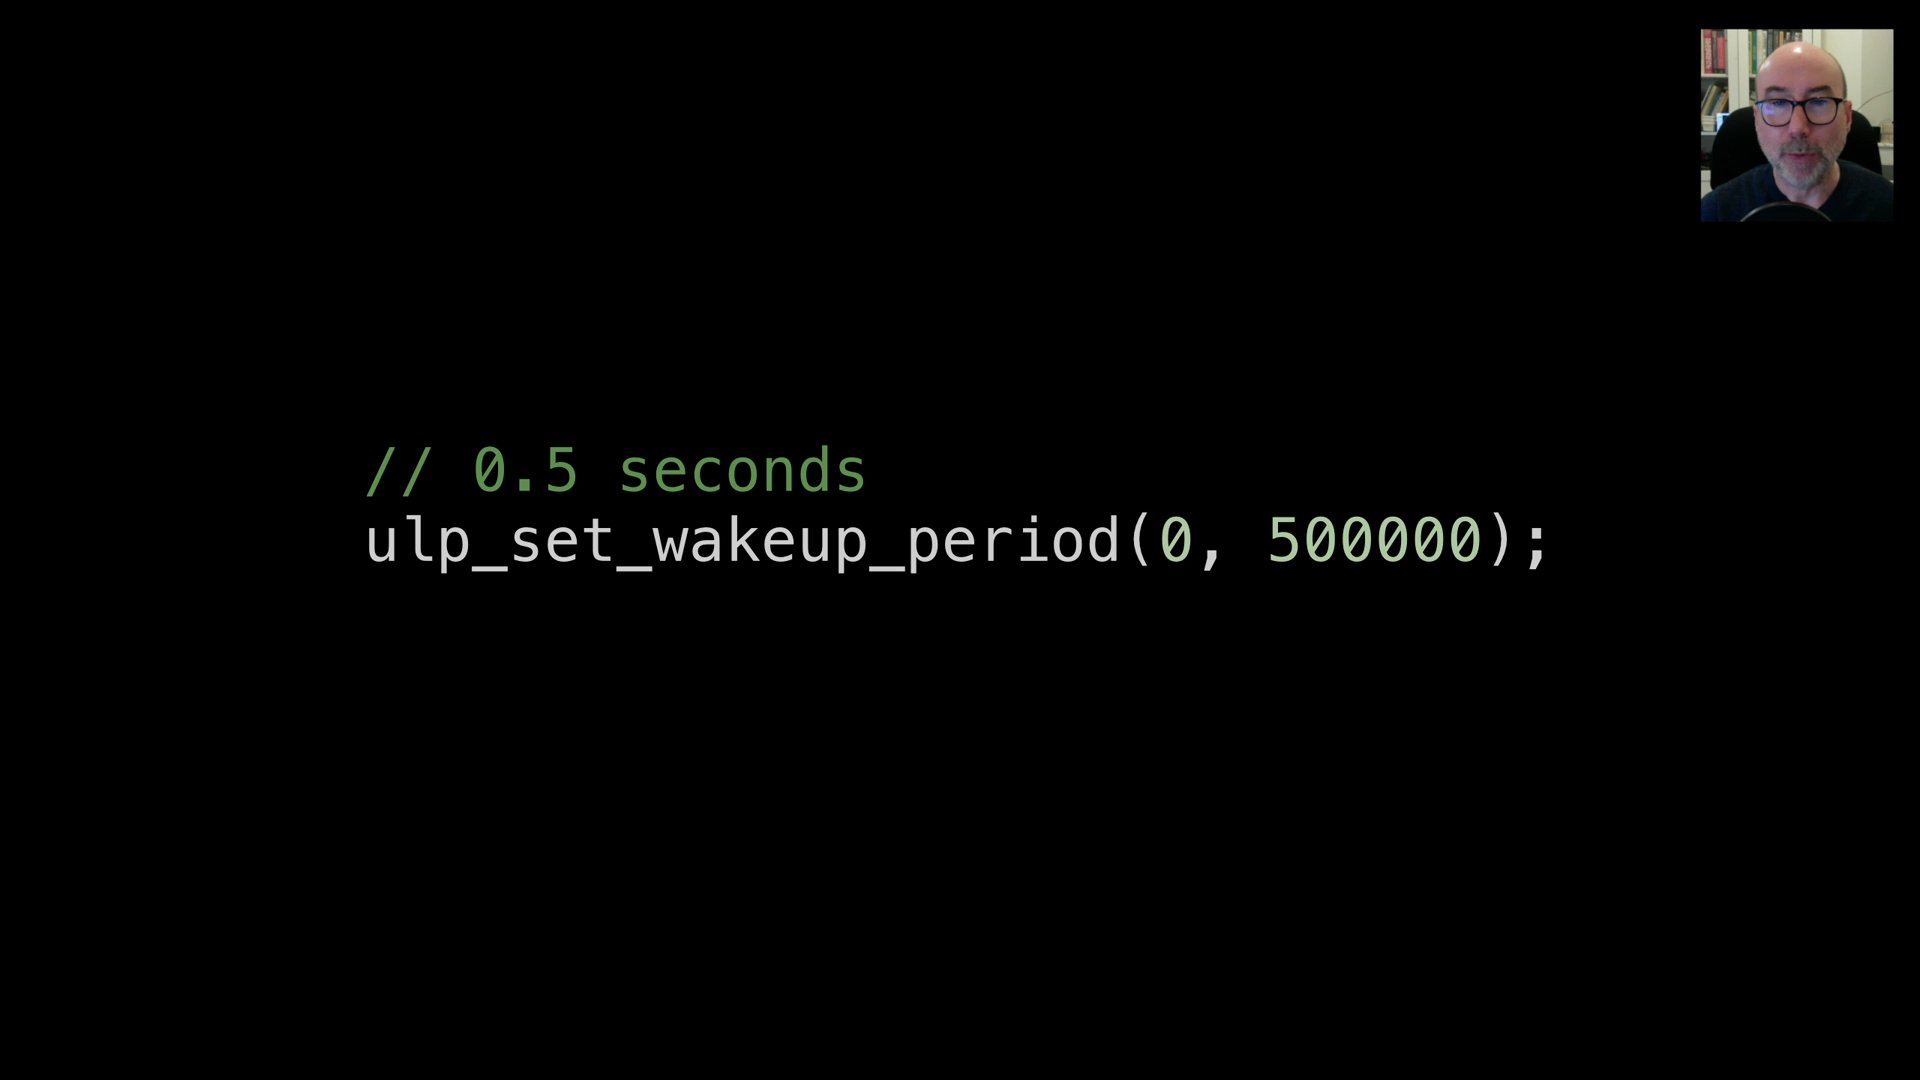 // 0.5 seconds
ulp_set_wakeup_period(0, 500000);